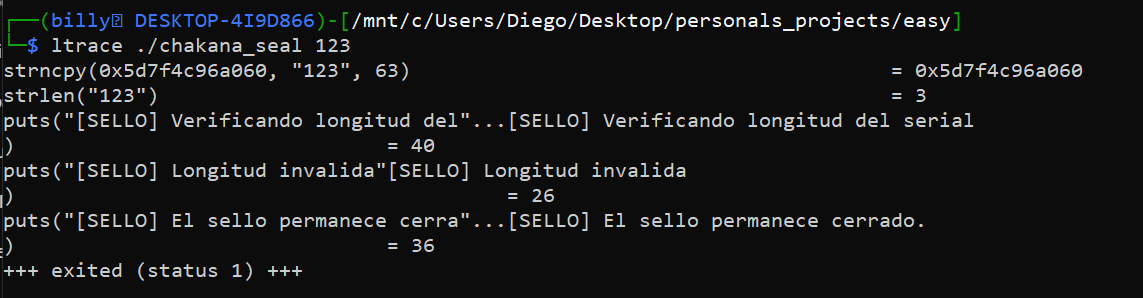 ┌──(billy㉿ DESKTOP-4I9D866)-[/mnt/c/Users/Diego/Desktop/personals_projects/easy]
└─$ ltrace ./chakana_seal 123
strncpy(0x5d7f4c96a060, "123", 63) = 0x5d7f4c96a060
strlen("123") = 3
puts("[SELLO] Verificando longitud del"...[SELLO] Verificando longitud del serial
) = 40
puts("[SELLO] Longitud invalida"[SELLO] Longitud invalida
) = 26
puts("[SELLO] El sello permanece cerra"...[SELLO] El sello permanece cerrado.
) = 36
+++ exited (status 1) +++